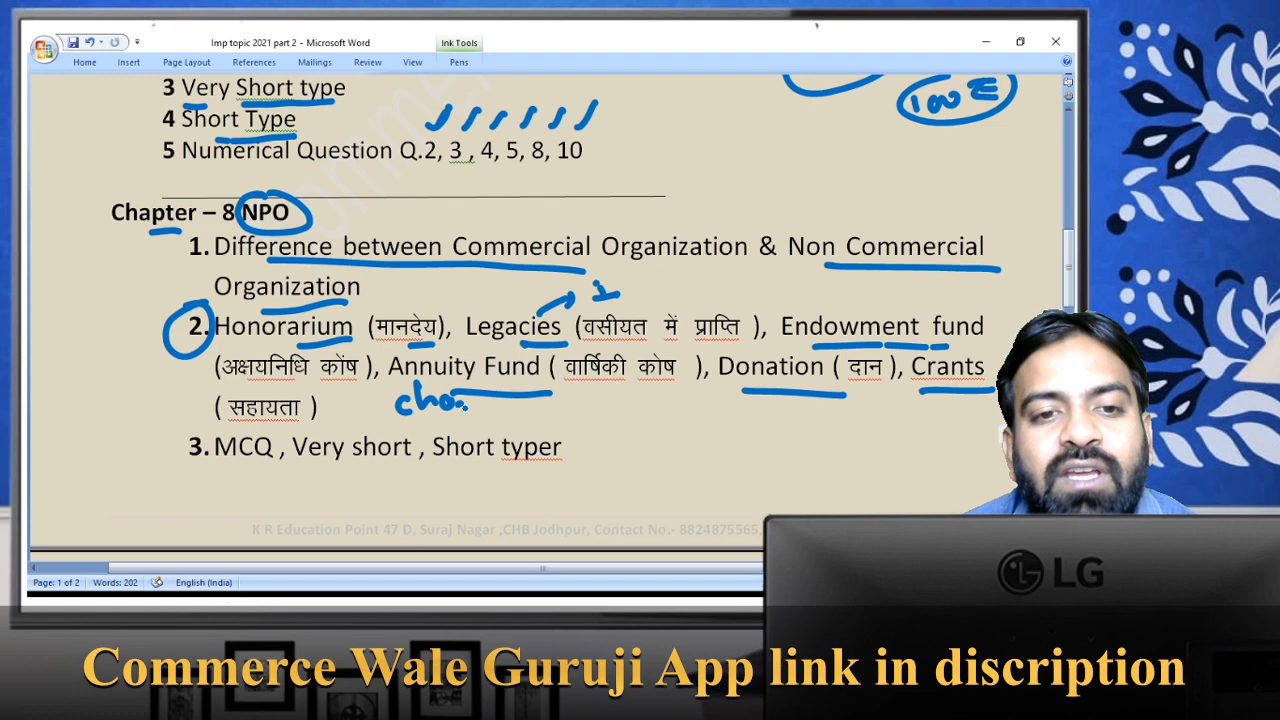 Imp topic 2021 part 2 - Microsoft Word
Ink Tools
Home Insert Page Layout References Mailings Review View Pens
3 Very Short type
4 Short Type
5 Numerical Question Q.2, 3 , 4, 5, 8, 10
100 %
Chapter – 8 NPO
1. Difference between Commercial Organization & Non Commercial
Organization
2. Honorarium (मानदेय), Legacies (वसीयत में प्राप्ति ), Endowment fund
(अक्षयनिधि कोंष ), Annuity Fund ( वार्षिकी कोष ), Donation ( दान ), Crants
( सहायता )
3. MCQ , Very short , Short typer
K R Education Point 47 D, Suraj Nagar ,CHB Jodhpur, Contact No.- 8824875565,
Page: 1 of 2 Words: 202 English (India)
LG
Commerce Wale Guruji App link in discription